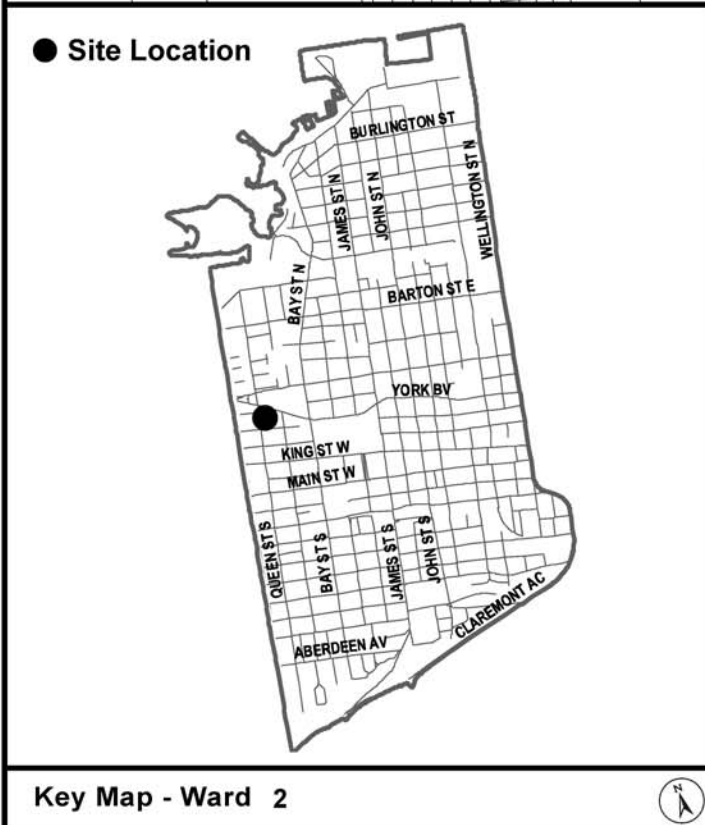 Site Location
BURLINGTON ST
JAMES ST N
JOHN ST N
WELLINGTON ST N
BAY ST N
BARTON ST E
YORK BV
KING ST W
MAIN ST W
QUEEN ST S
BAY ST S
JAMES ST S
JOHN ST S
CLAREMONT AC
ABERDEEN AV
Key Map - Ward 2
N